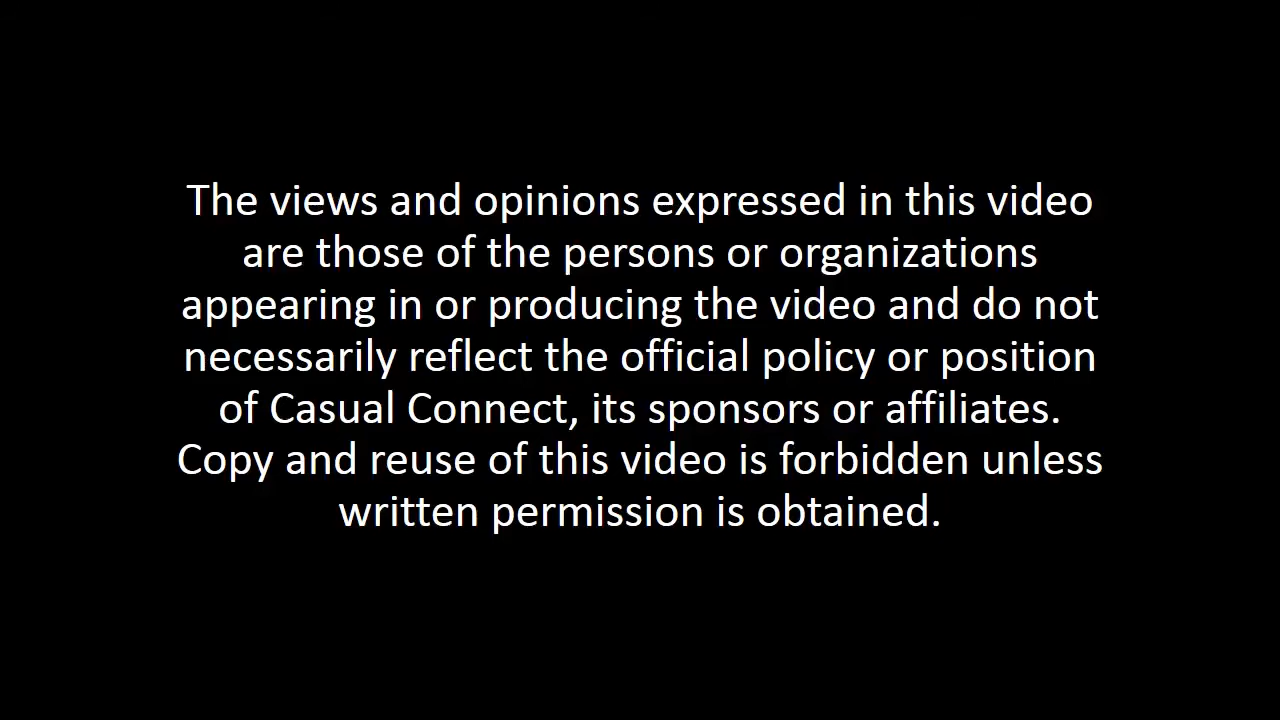 The views and opinions expressed in this video
are those of the persons or organizations
appearing in or producing the video and do not
necessarily reflect the official policy or position
of Casual Connect, its sponsors or affiliates.
Copy and reuse of this video is forbidden unless
written permission is obtained.